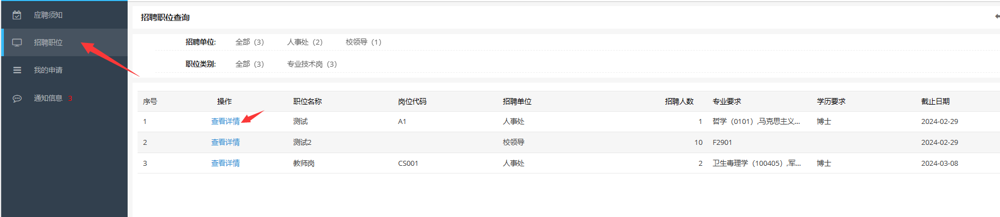 应聘须知
招聘职位
我的申请
通知信息 3
招聘职位查询
招聘单位: 全部（3） 人事处（2） 校领导（1）
职位类别: 全部（3） 专业技术岗（3）
序号 操作 职位名称 岗位代码 招聘单位 招聘人数 专业要求 学历要求 截止日期
1 查看详情 测试 A1 人事处 1 哲学（0101）,马克思主义... 博士 2024-02-29
2 查看详情 测试2 校领导 10 F2901 2024-02-29
3 查看详情 教师岗 CS001 人事处 2 卫生毒理学（100405）,军... 博士 2024-03-08